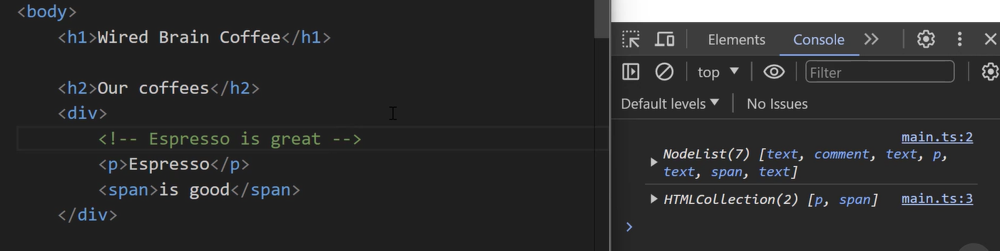 <body>
<h1>Wired Brain Coffee</h1>
<h2>Our coffees</h2>
<div>
<!-- Espresso is great -->
<p>Espresso</p>
<span>is good</span>
</div>
Elements Console
top Filter
Default levels No Issues
main.ts:2
NodeList(7) [text, comment, text, p,
text, span, text]
HTMLCollection(2) [p, span] main.ts:3